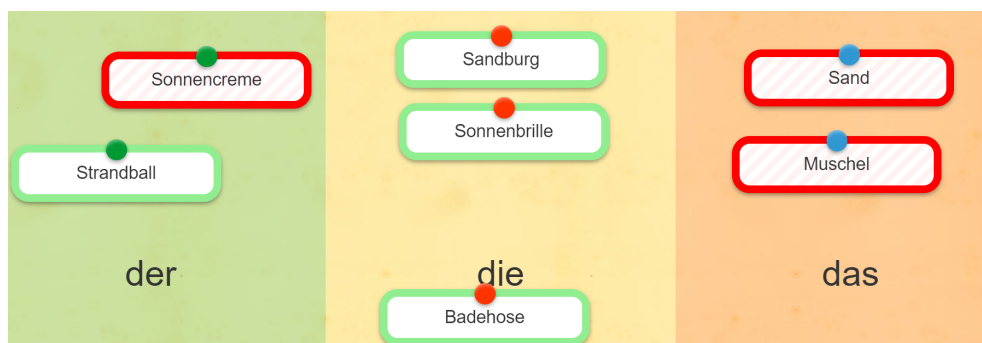 Sonnencreme
Strandball
der
Sandburg
Sonnenbrille
die
Badehose
Sand
Muschel
das